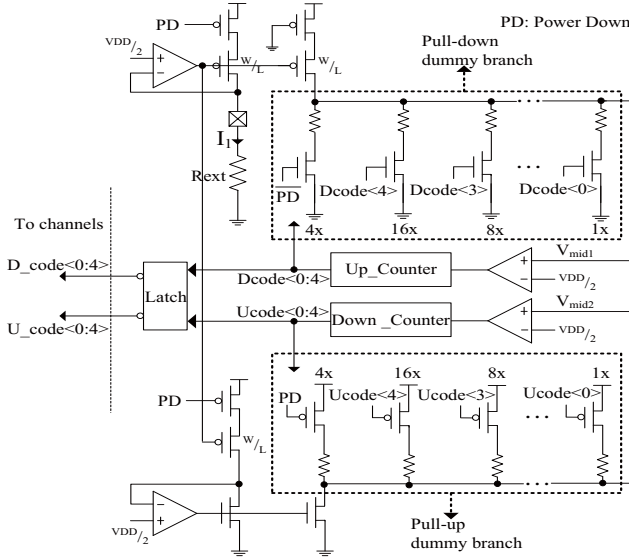 PD
PD: Power Down
Pull-down
dummy branch
VDD/2
W/L
W/L
I1
Rext
PD
Dcode<4>
Dcode<3>
Dcode<0>
4x
16x
8x
1x
To channels
D_code<0:4>
U_code<0:4>
Latch
Dcode<0:4>
Up_Counter
Vmid1
VDD/2
Ucode<0:4>
Down _Counter
Vmid2
VDD/2
4x
16x
8x
1x
PD
PD
Ucode<4>
Ucode<3>
Ucode<0>
W/L
VDD/2
Pull-up
dummy branch